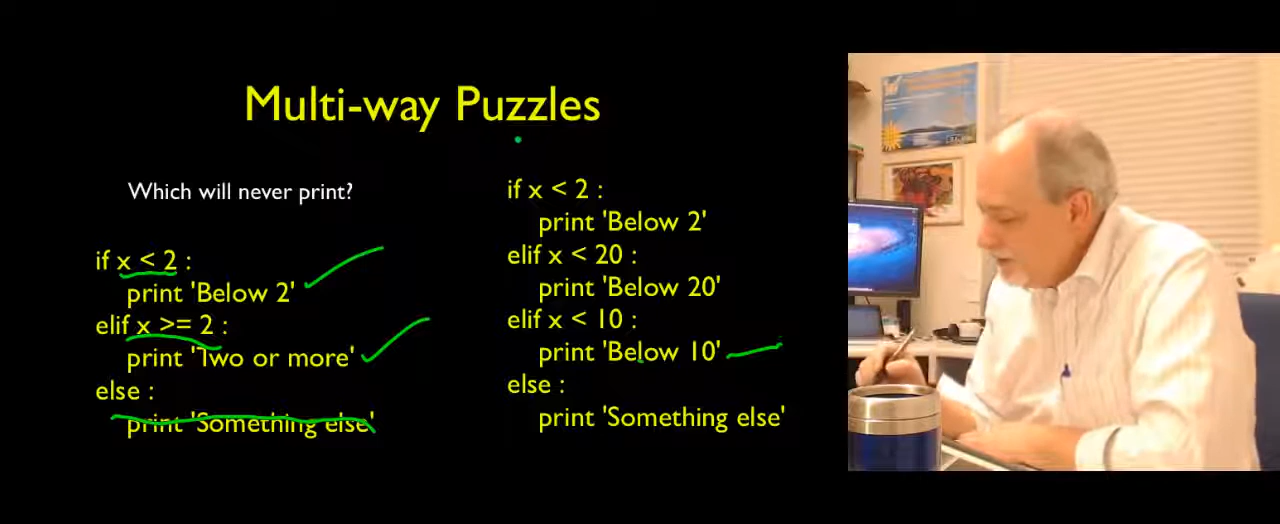 Multi-way Puzzles
Which will never print?
if x < 2 :
print 'Below 2'
elif x >= 2 :
print 'Two or more'
else :
print 'Something else'
if x < 2 :
print 'Below 2'
elif x < 20 :
print 'Below 20'
elif x < 10 :
print 'Below 10'
else :
print 'Something else'